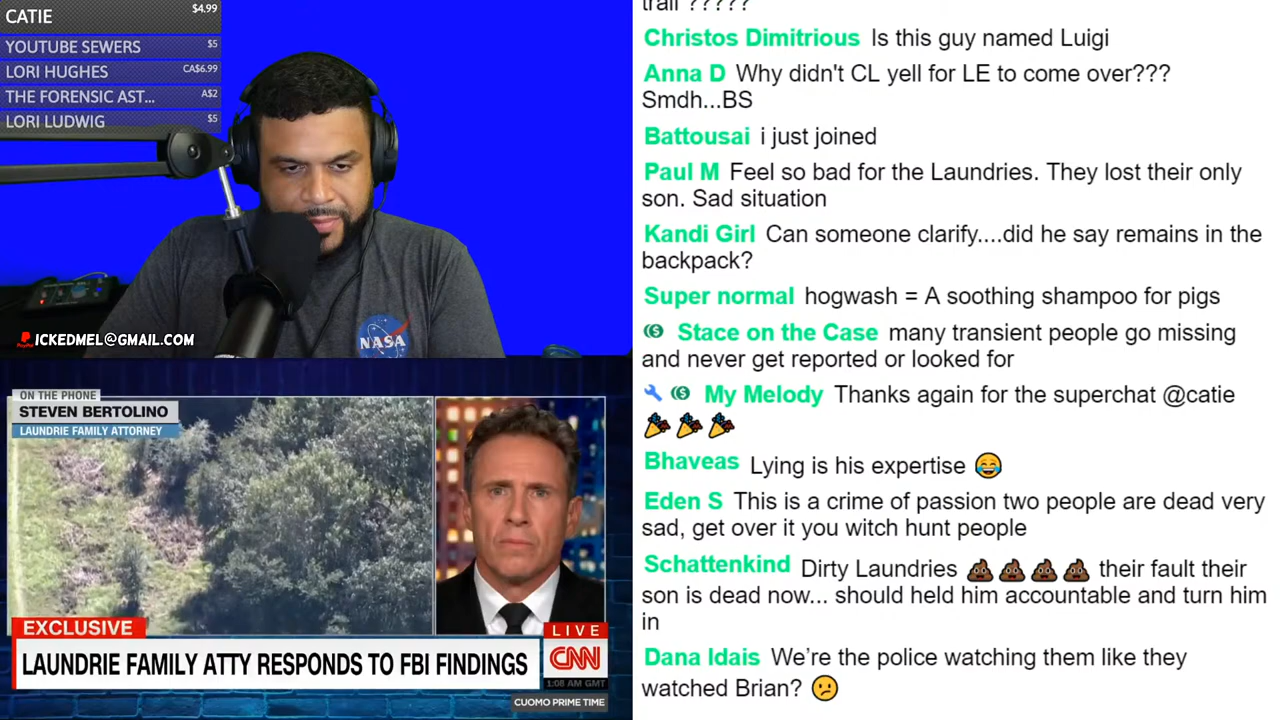 CATIE $4.99
YOUTUBE SEWERS $5
LORI HUGHES CA$6.99
THE FORENSIC AST... A$2
LORI LUDWIG $5
NASA
PayPal
ICKEDMEL@GMAIL.COM
ON THE PHONE
STEVEN BERTOLINO
LAUNDRIE FAMILY ATTORNEY
EXCLUSIVE
LAUNDRIE FAMILY ATTY RESPONDS TO FBI FINDINGS
LIVE
CNN
1:08 AM GMT
CUOMO PRIME TIME
trail ?????
Christos Dimitrious Is this guy named Luigi
Anna D Why didn't CL yell for LE to come over???
Smdh...BS
Battousai i just joined
Paul M Feel so bad for the Laundries. They lost their only
son. Sad situation
Kandi Girl Can someone clarify....did he say remains in the
backpack?
Super normal hogwash = A soothing shampoo for pigs
Stace on the Case many transient people go missing
and never get reported or looked for
My Melody Thanks again for the superchat @catie
🎉🎉🎉
Bhaveas Lying is his expertise 😂
Eden S This is a crime of passion two people are dead very
sad, get over it you witch hunt people
Schattenkind Dirty Laundries 💩💩💩💩 their fault their
son is dead now... should held him accountable and turn him
in
Dana Idais We’re the police watching them like they
watched Brian? 🫤